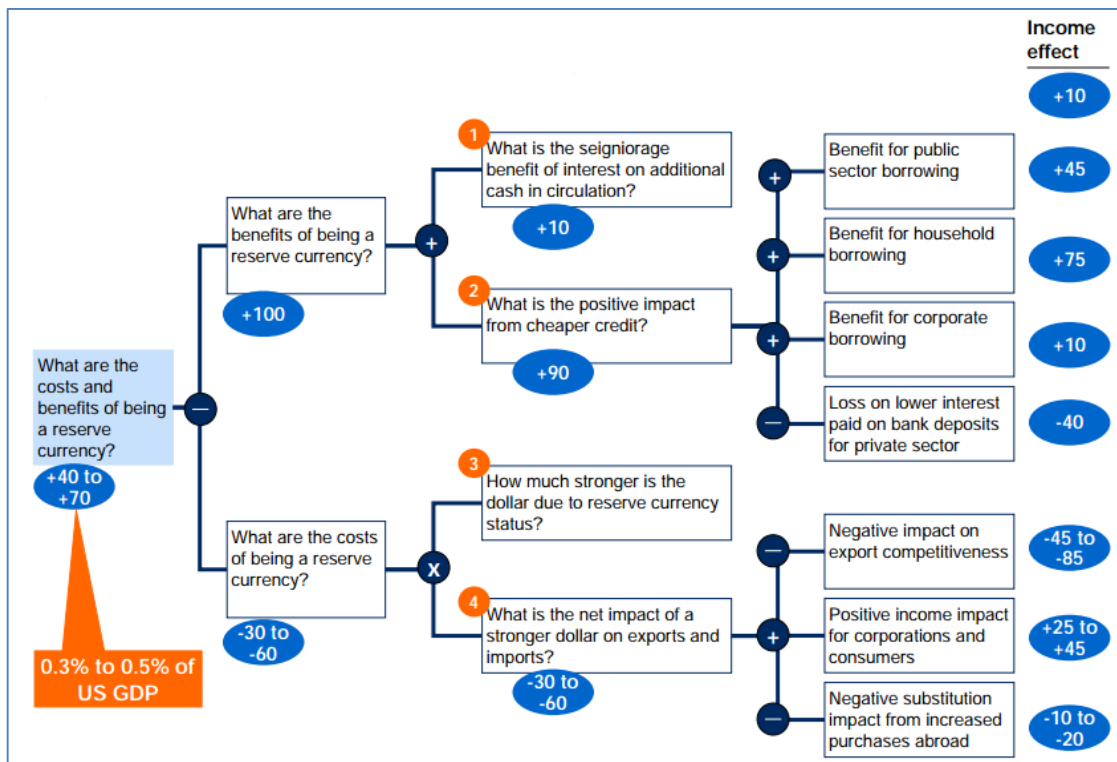 Income
effect
+10
1
What is the seigniorage
benefit of interest on additional
cash in circulation?
+10
Benefit for public
sector borrowing
+45
What are the
benefits of being a
reserve currency?
+100
+
+
Benefit for household
borrowing
+
+75
2
What is the positive impact
from cheaper credit?
+90
Benefit for corporate
borrowing
+
+10
What are the
costs and
benefits of being
a reserve
currency?
+40 to
+70
—
Loss on lower interest
paid on bank deposits
for private sector
—
-40
0.3% to 0.5% of
US GDP
3
How much stronger is the
dollar due to reserve currency
status?
What are the costs
of being a reserve
currency?
-30 to
-60
X
Negative impact on
export competitiveness
—
-45 to
-85
4
What is the net impact of a
stronger dollar on exports and
imports?
-30 to
-60
Positive income impact
for corporations and
consumers
+
+25 to
+45
Negative substitution
impact from increased
purchases abroad
—
-10 to
-20